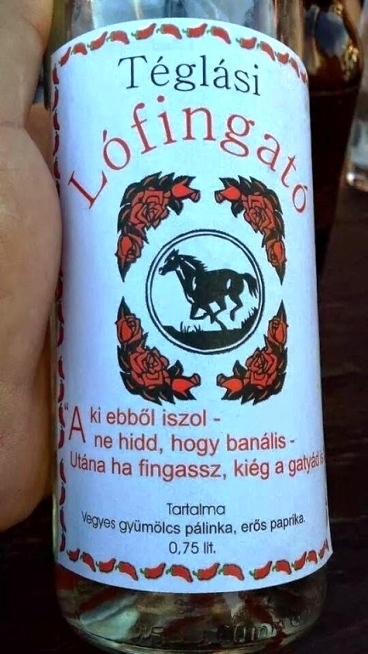 Téglási
Lófingató
"A ki ebből iszol -
ne hidd, hogy banális -
Utána ha fingassz, kiég a gatyád is
Tartalma
Vegyes gyümölcs pálinka, erős paprika.
0,75 lit.